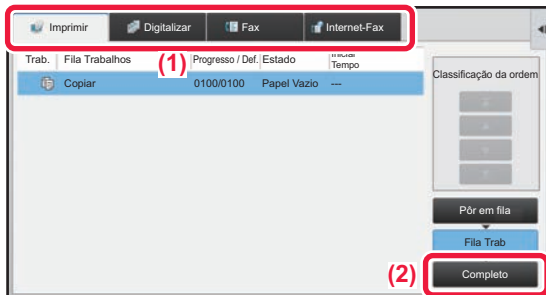 Imprimir Digitalizar Fax Internet-Fax
Trab. Fila Trabalhos (1) Progresso / Def. Estado Iniciar
Tempo
Copiar 0100/0100 Papel Vazio ---
Classificação da ordem
Pôr em fila
Fila Trab
(2) Completo